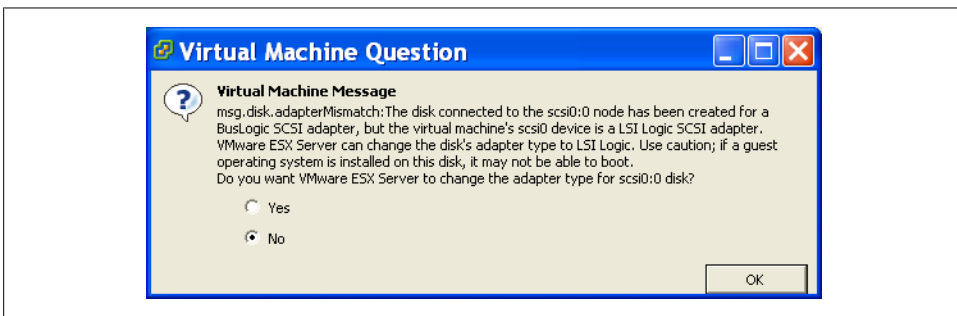 Virtual Machine Question
Virtual Machine Message
msg.disk.adapterMismatch:The disk connected to the scsi0:0 node has been created for a
BusLogic SCSI adapter, but the virtual machine's scsi0 device is a LSI Logic SCSI adapter.
VMware ESX Server can change the disk's adapter type to LSI Logic. Use caution; if a guest
operating system is installed on this disk, it may not be able to boot.
Do you want VMware ESX Server to change the adapter type for scsi0:0 disk?
Yes
No
OK